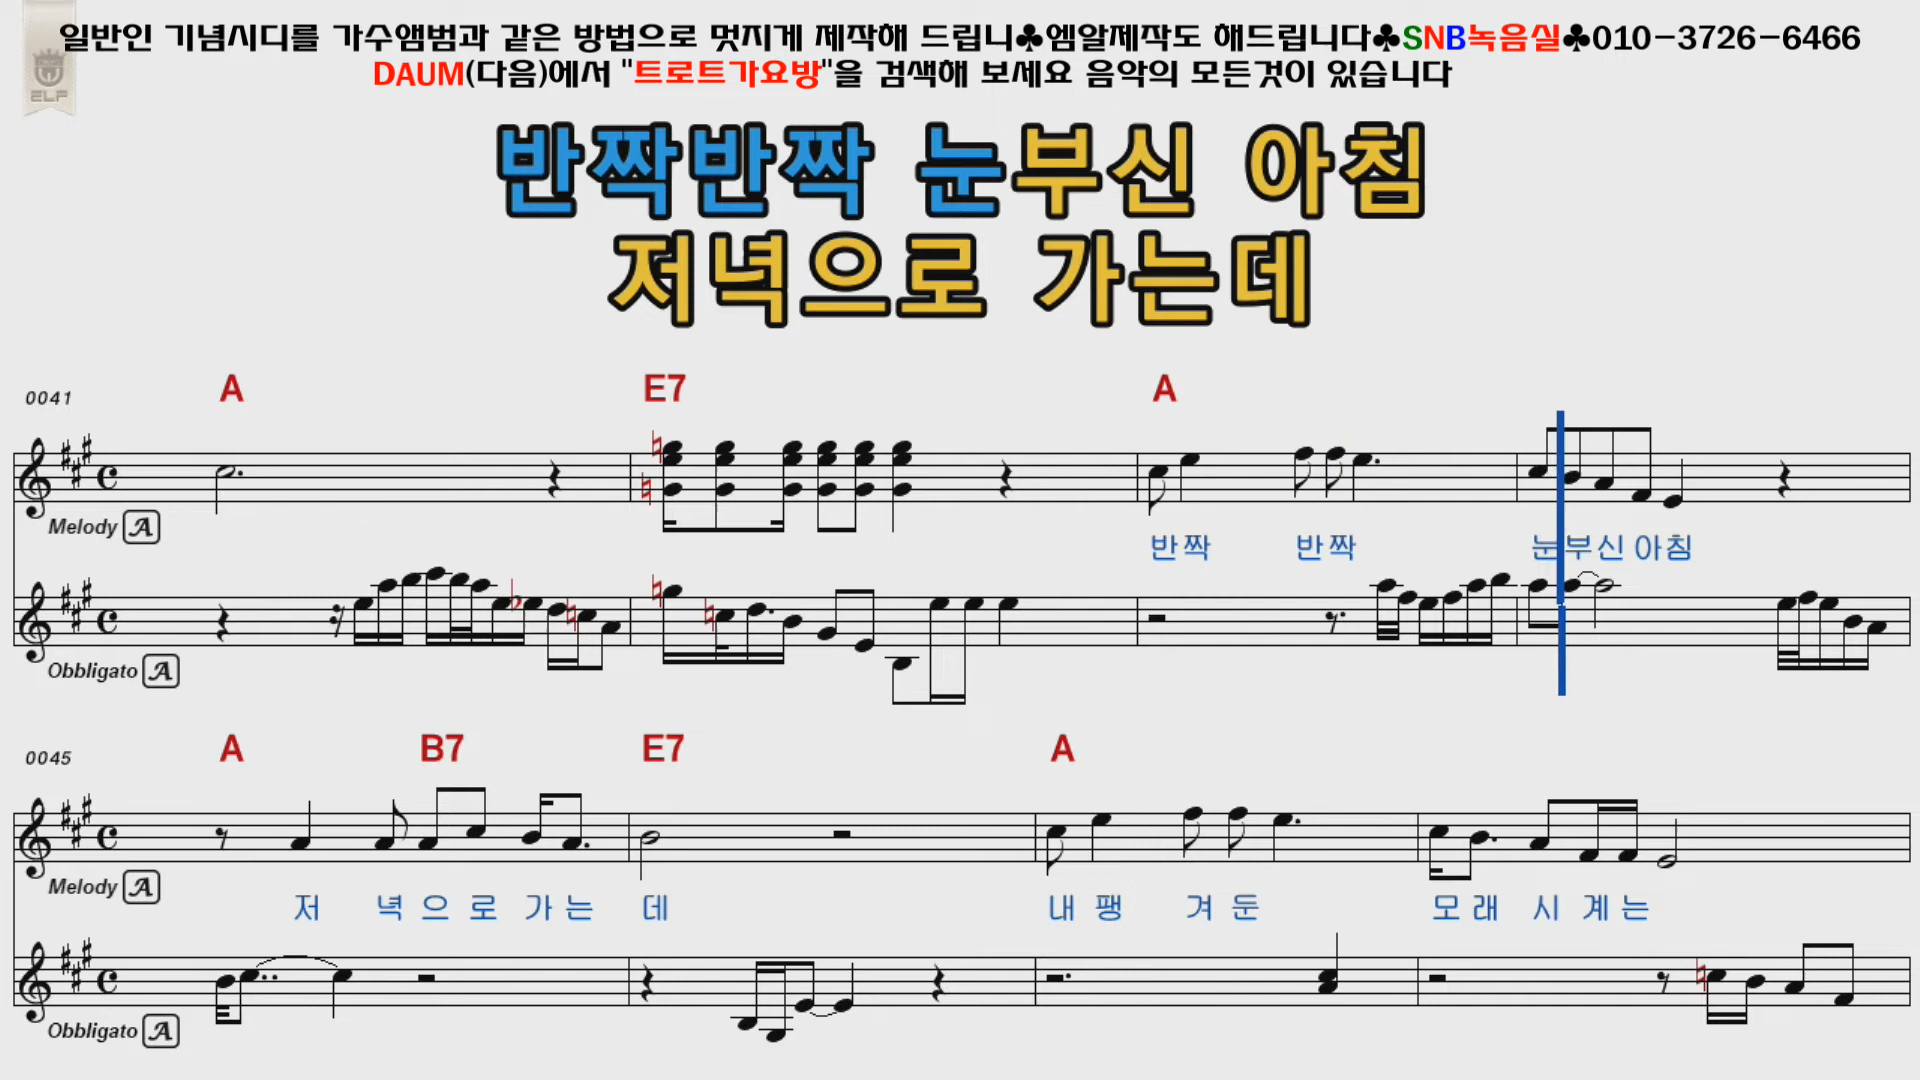 일반인 기념시디를 가수앨범과 같은 방법으로 멋지게 제작해 드립니♣엠알제작도 해드립니다♣SNB녹음실♣010-3726-6466
ELF
DAUM(다음)에서 "트로트가요방"을 검색해 보세요 음악의 모든것이 있습니다
반짝반짝 눈부신 아침
저녁으로 가는데
0041 A E7 A
Melody A
반짝 반짝 눈부신 아침
Obbligato A
0045 A B7 E7 A
Melody A
저 녁 으 로 가 는 데 내 팽 겨 둔 모 래 시 계 는
Obbligato A